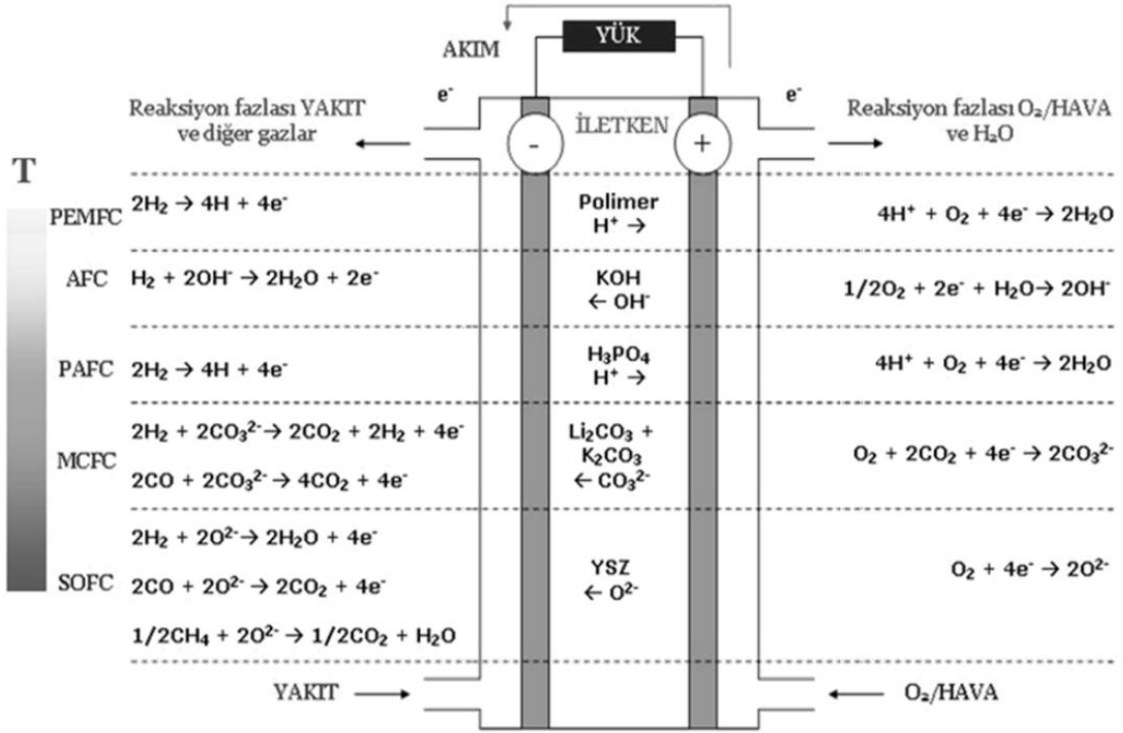 YÜK
AKIM
e⁻
e⁻
Reaksiyon fazlası YAKIT
ve diğer gazlar
İLETKEN
Reaksiyon fazlası O₂/HAVA
ve H₂O
-
+
T
PEMFC
2H₂ → 4H + 4e⁻
Polimer
H⁺ →
4H⁺ + O₂ + 4e⁻ → 2H₂O
AFC
H₂ + 2OH⁻ → 2H₂O + 2e⁻
KOH
← OH⁻
1/2O₂ + 2e⁻ + H₂O→ 2OH⁻
PAFC
2H₂ → 4H + 4e⁻
H₃PO₄
H⁺ →
4H⁺ + O₂ + 4e⁻ → 2H₂O
MCFC
2H₂ + 2CO₃²⁻→ 2CO₂ + 2H₂ + 4e⁻
2CO + 2CO₃²⁻ → 4CO₂ + 4e⁻
Li₂CO₃ +
K₂CO₃
← CO₃²⁻
O₂ + 2CO₂ + 4e⁻ → 2CO₃²⁻
SOFC
2H₂ + 2O²⁻→ 2H₂O + 4e⁻
2CO + 2O²⁻ → 2CO₂ + 4e⁻
1/2CH₄ + 2O²⁻ → 1/2CO₂ + H₂O
YSZ
← O²⁻
O₂ + 4e⁻ → 2O²⁻
YAKIT
O₂/HAVA